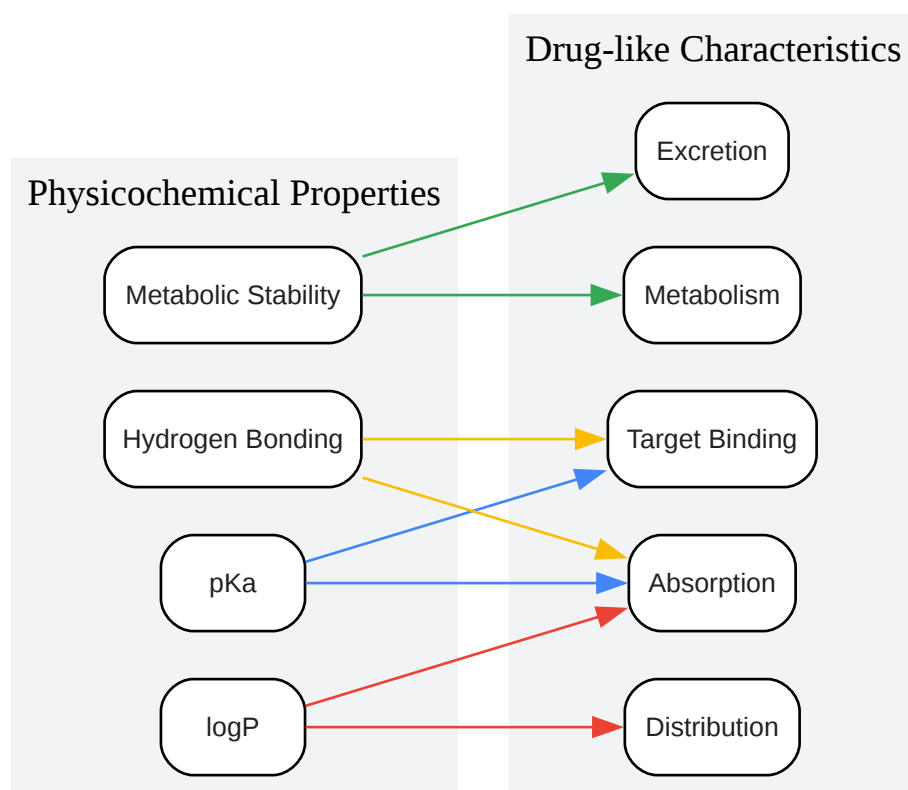 Physicochemical Properties
Metabolic Stability
Hydrogen Bonding
pKa
logP
Drug-like Characteristics
Excretion
Metabolism
Target Binding
Absorption
Distribution